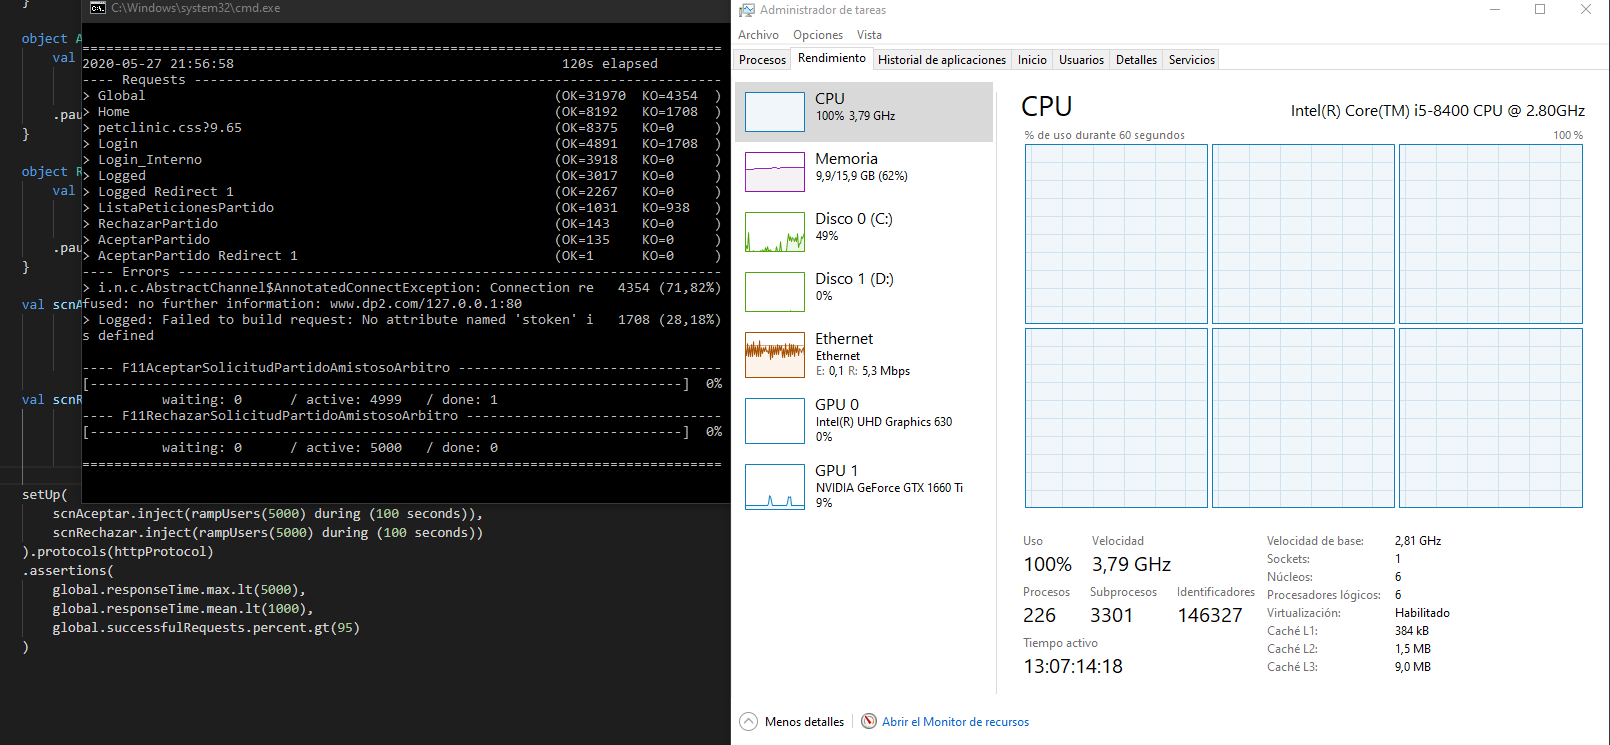 }
object A
val
.pau
}
object R
val
.pau
}
val scnA
val scnR
setUp(
scnAceptar.inject(rampUsers(5000) during (100 seconds)),
scnRechazar.inject(rampUsers(5000) during (100 seconds))
).protocols(httpProtocol)
.assertions(
global.responseTime.max.lt(5000),
global.responseTime.mean.lt(1000),
global.successfulRequests.percent.gt(95)
)
C:\Windows\system32\cmd.exe
================================================================================
2020-05-27 21:56:58                                         120s elapsed
---- Requests ------------------------------------------------------------------
> Global                                                   (OK=31970  KO=4354  )
> Home                                                     (OK=8192   KO=1708  )
> petclinic.css?9.65                                       (OK=8375   KO=0     )
> Login                                                    (OK=4891   KO=1708  )
> Login_Interno                                            (OK=3918   KO=0     )
> Logged                                                   (OK=3017   KO=0     )
> Logged Redirect 1                                        (OK=2267   KO=0     )
> ListaPeticionesPartido                                   (OK=1031   KO=938   )
> RechazarPartido                                          (OK=143    KO=0     )
> AceptarPartido                                           (OK=135    KO=0     )
> AceptarPartido Redirect 1                                (OK=1      KO=0     )
---- Errors --------------------------------------------------------------------
> i.n.c.AbstractChannel$AnnotatedConnectException: Connection re   4354 (71,82%)
fused: no further information: www.dp2.com/127.0.0.1:80
> Logged: Failed to build request: No attribute named 'stoken' i   1708 (28,18%)
s defined
---- F11AceptarSolicitudPartidoAmistosoArbitro ---------------------------------
[--------------------------------------------------------------------------]  0%
waiting: 0      / active: 4999   / done: 1
---- F11RechazarSolicitudPartidoAmistosoArbitro --------------------------------
[--------------------------------------------------------------------------]  0%
waiting: 0      / active: 5000   / done: 0
================================================================================
Administrador de tareas
Archivo Opciones Vista
Procesos Rendimiento Historial de aplicaciones Inicio Usuarios Detalles Servicios
CPU
100% 3,79 GHz
Memoria
9,9/15,9 GB (62%)
Disco 0 (C:)
49%
Disco 1 (D:)
0%
Ethernet
Ethernet
E: 0,1 R: 5,3 Mbps
GPU 0
Intel(R) UHD Graphics 630
0%
GPU 1
NVIDIA GeForce GTX 1660 Ti
9%
CPU Intel(R) Core(TM) i5-8400 CPU @ 2.80GHz
% de uso durante 60 segundos 100 %
Uso Velocidad
100% 3,79 GHz
Procesos Subprocesos Identificadores
226 3301 146327
Tiempo activo
13:07:14:18
Velocidad de base: 2,81 GHz
Sockets: 1
Núcleos: 6
Procesadores lógicos: 6
Virtualización: Habilitado
Caché L1: 384 kB
Caché L2: 1,5 MB
Caché L3: 9,0 MB
Menos detalles Abrir el Monitor de recursos